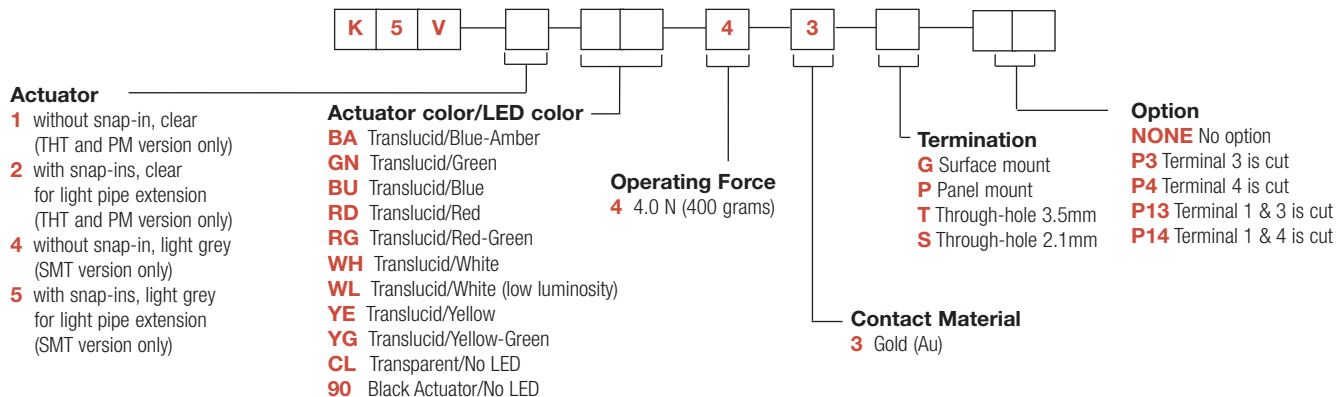 K 5 V 4 3
Actuator
1 without snap-in, clear
(THT and PM version only)
2 with snap-ins, clear
for light pipe extension
(THT and PM version only)
4 without snap-in, light grey
(SMT version only)
5 with snap-ins, light grey
for light pipe extension
(SMT version only)
Actuator color/LED color
BA Translucid/Blue-Amber
GN Translucid/Green
BU Translucid/Blue
RD Translucid/Red
RG Translucid/Red-Green
WH Translucid/White
WL Translucid/White (low luminosity)
YE Translucid/Yellow
YG Translucid/Yellow-Green
CL Transparent/No LED
90 Black Actuator/No LED
Operating Force
4 4.0 N (400 grams)
Contact Material
3 Gold (Au)
Termination
G Surface mount
P Panel mount
T Through-hole 3.5mm
S Through-hole 2.1mm
Option
NONE No option
P3 Terminal 3 is cut
P4 Terminal 4 is cut
P13 Terminal 1 & 3 is cut
P14 Terminal 1 & 4 is cut